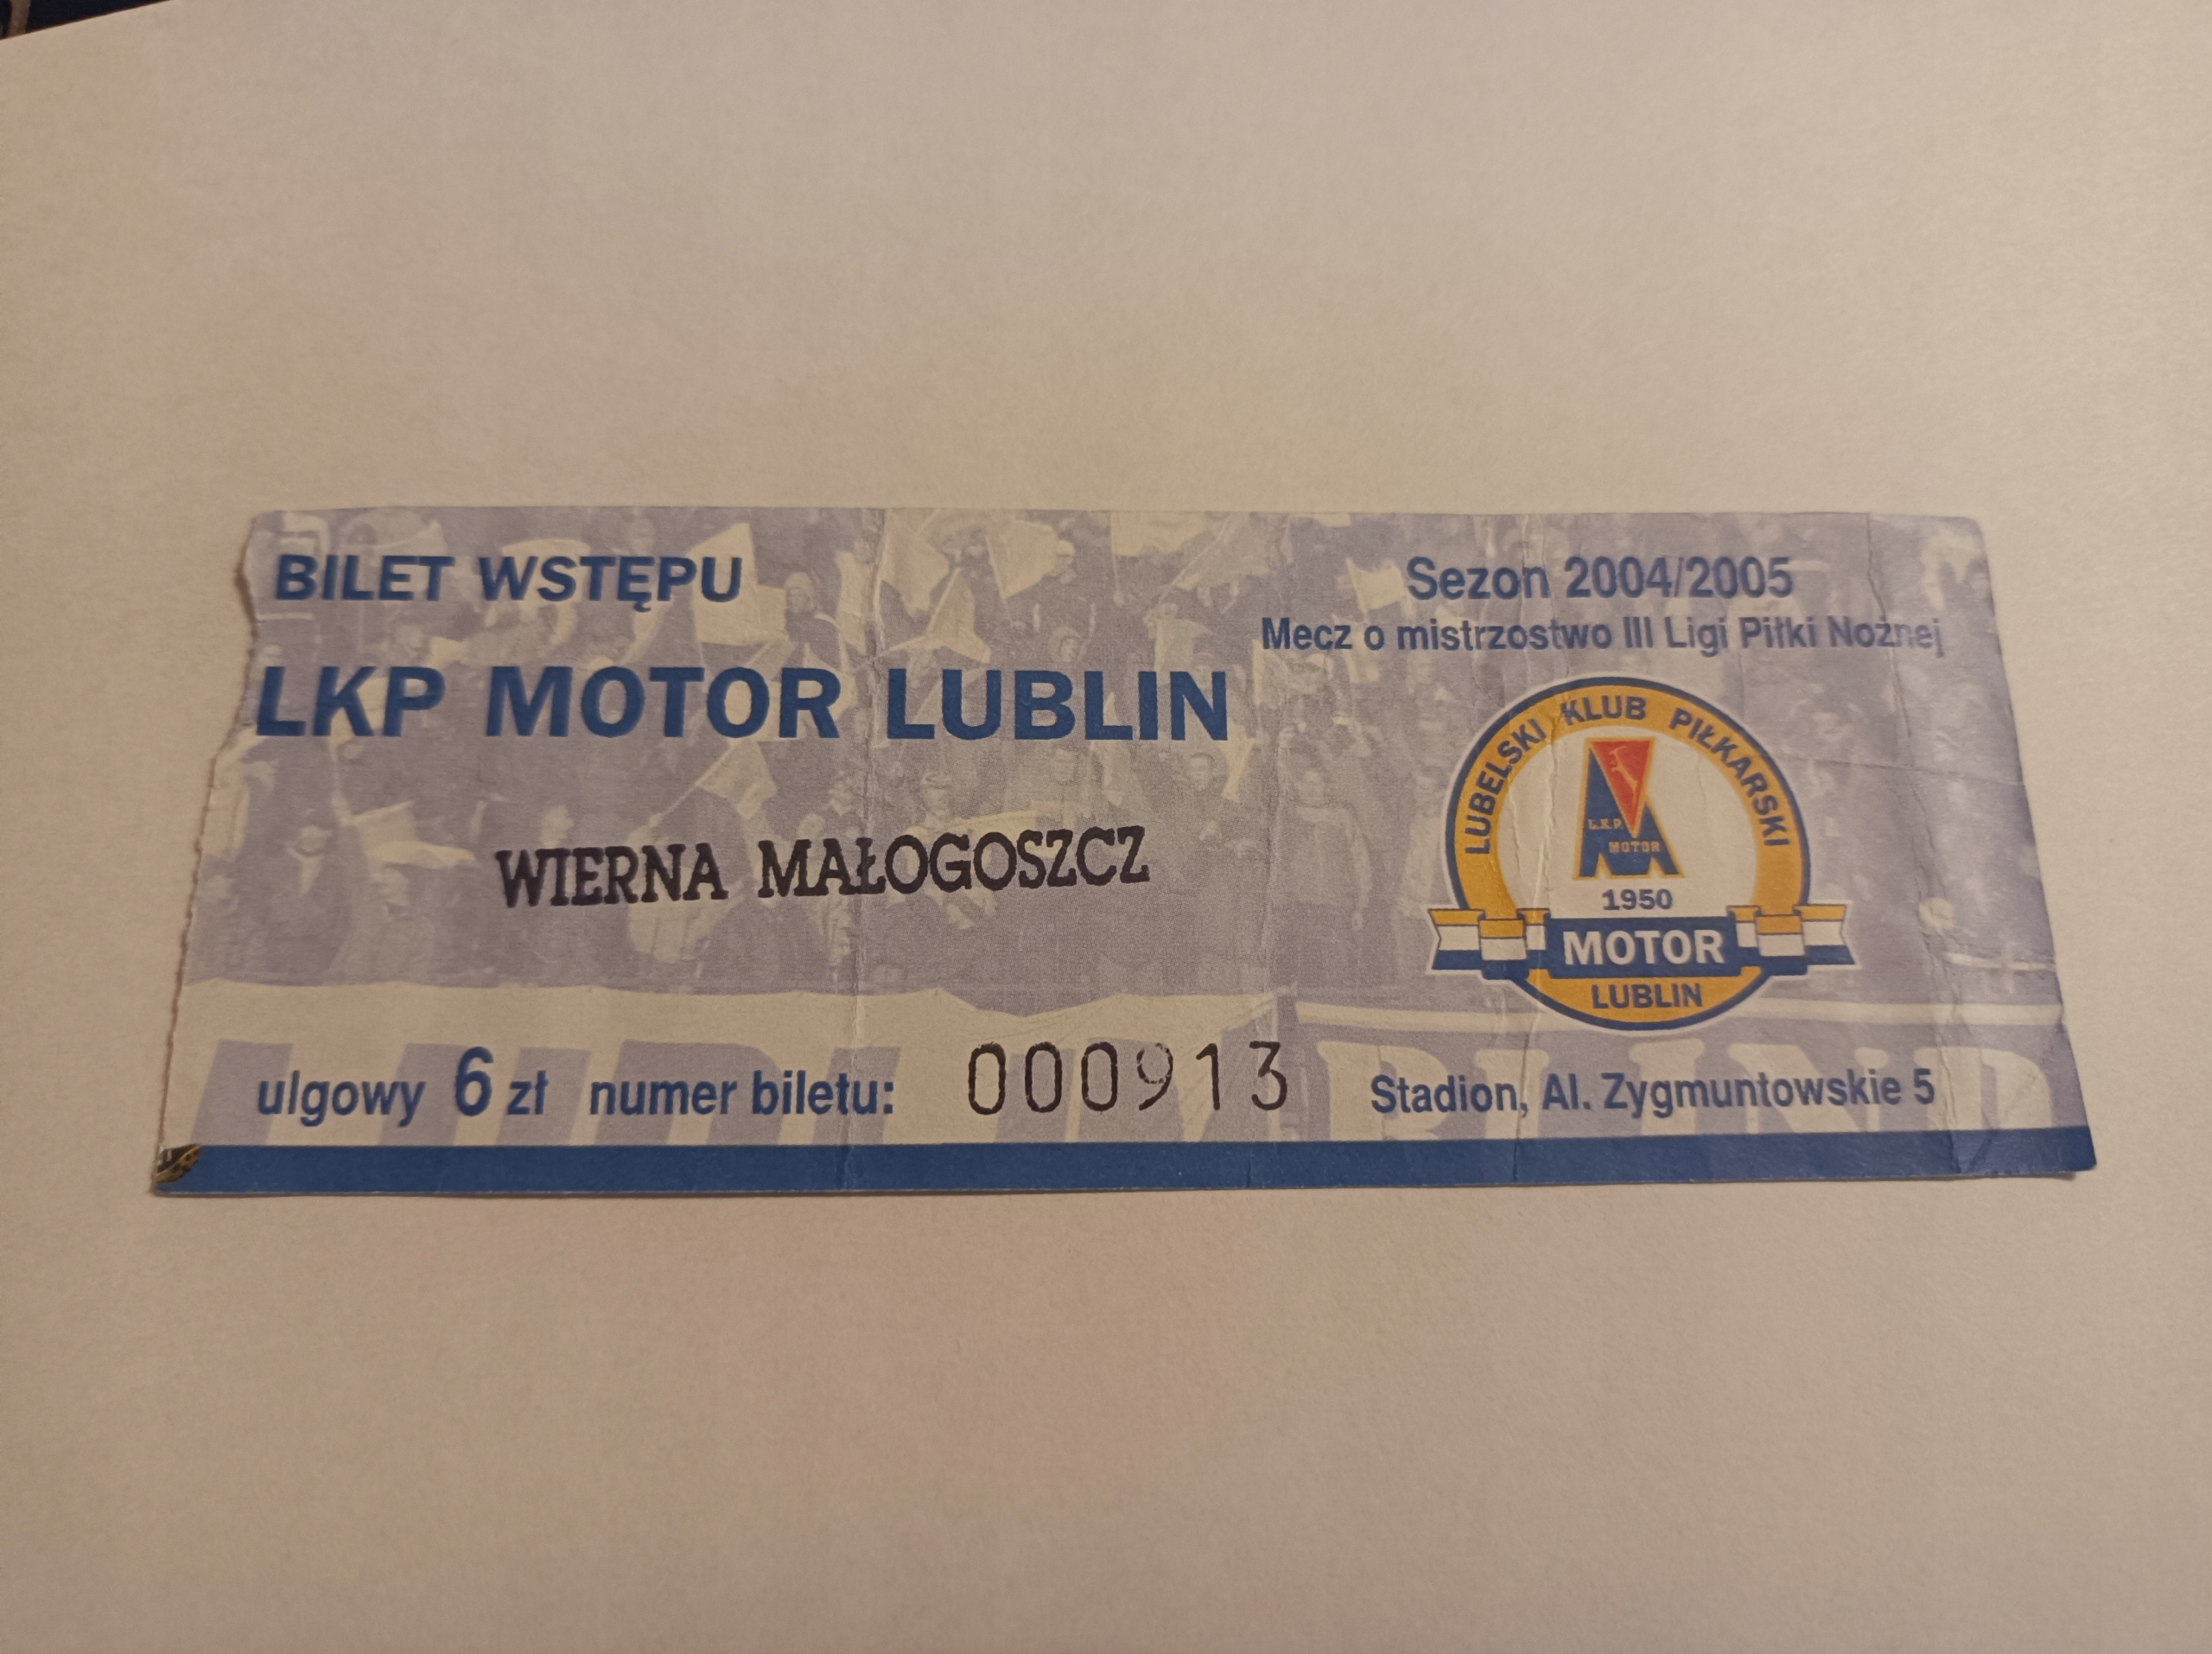 BILET WSTĘPU
Sezon 2004/2005
Mecz o mistrzostwo III Ligi Piłki Nożnej
LKP MOTOR LUBLIN
WIERNA MAŁOGOSZCZ
LUBELSKI KLUB PIŁKARSKI
L.K.P.
MOTOR
1950
MOTOR
LUBLIN
ulgowy 6 zł numer biletu: 000913
Stadion, Al. Zygmuntowskie 5